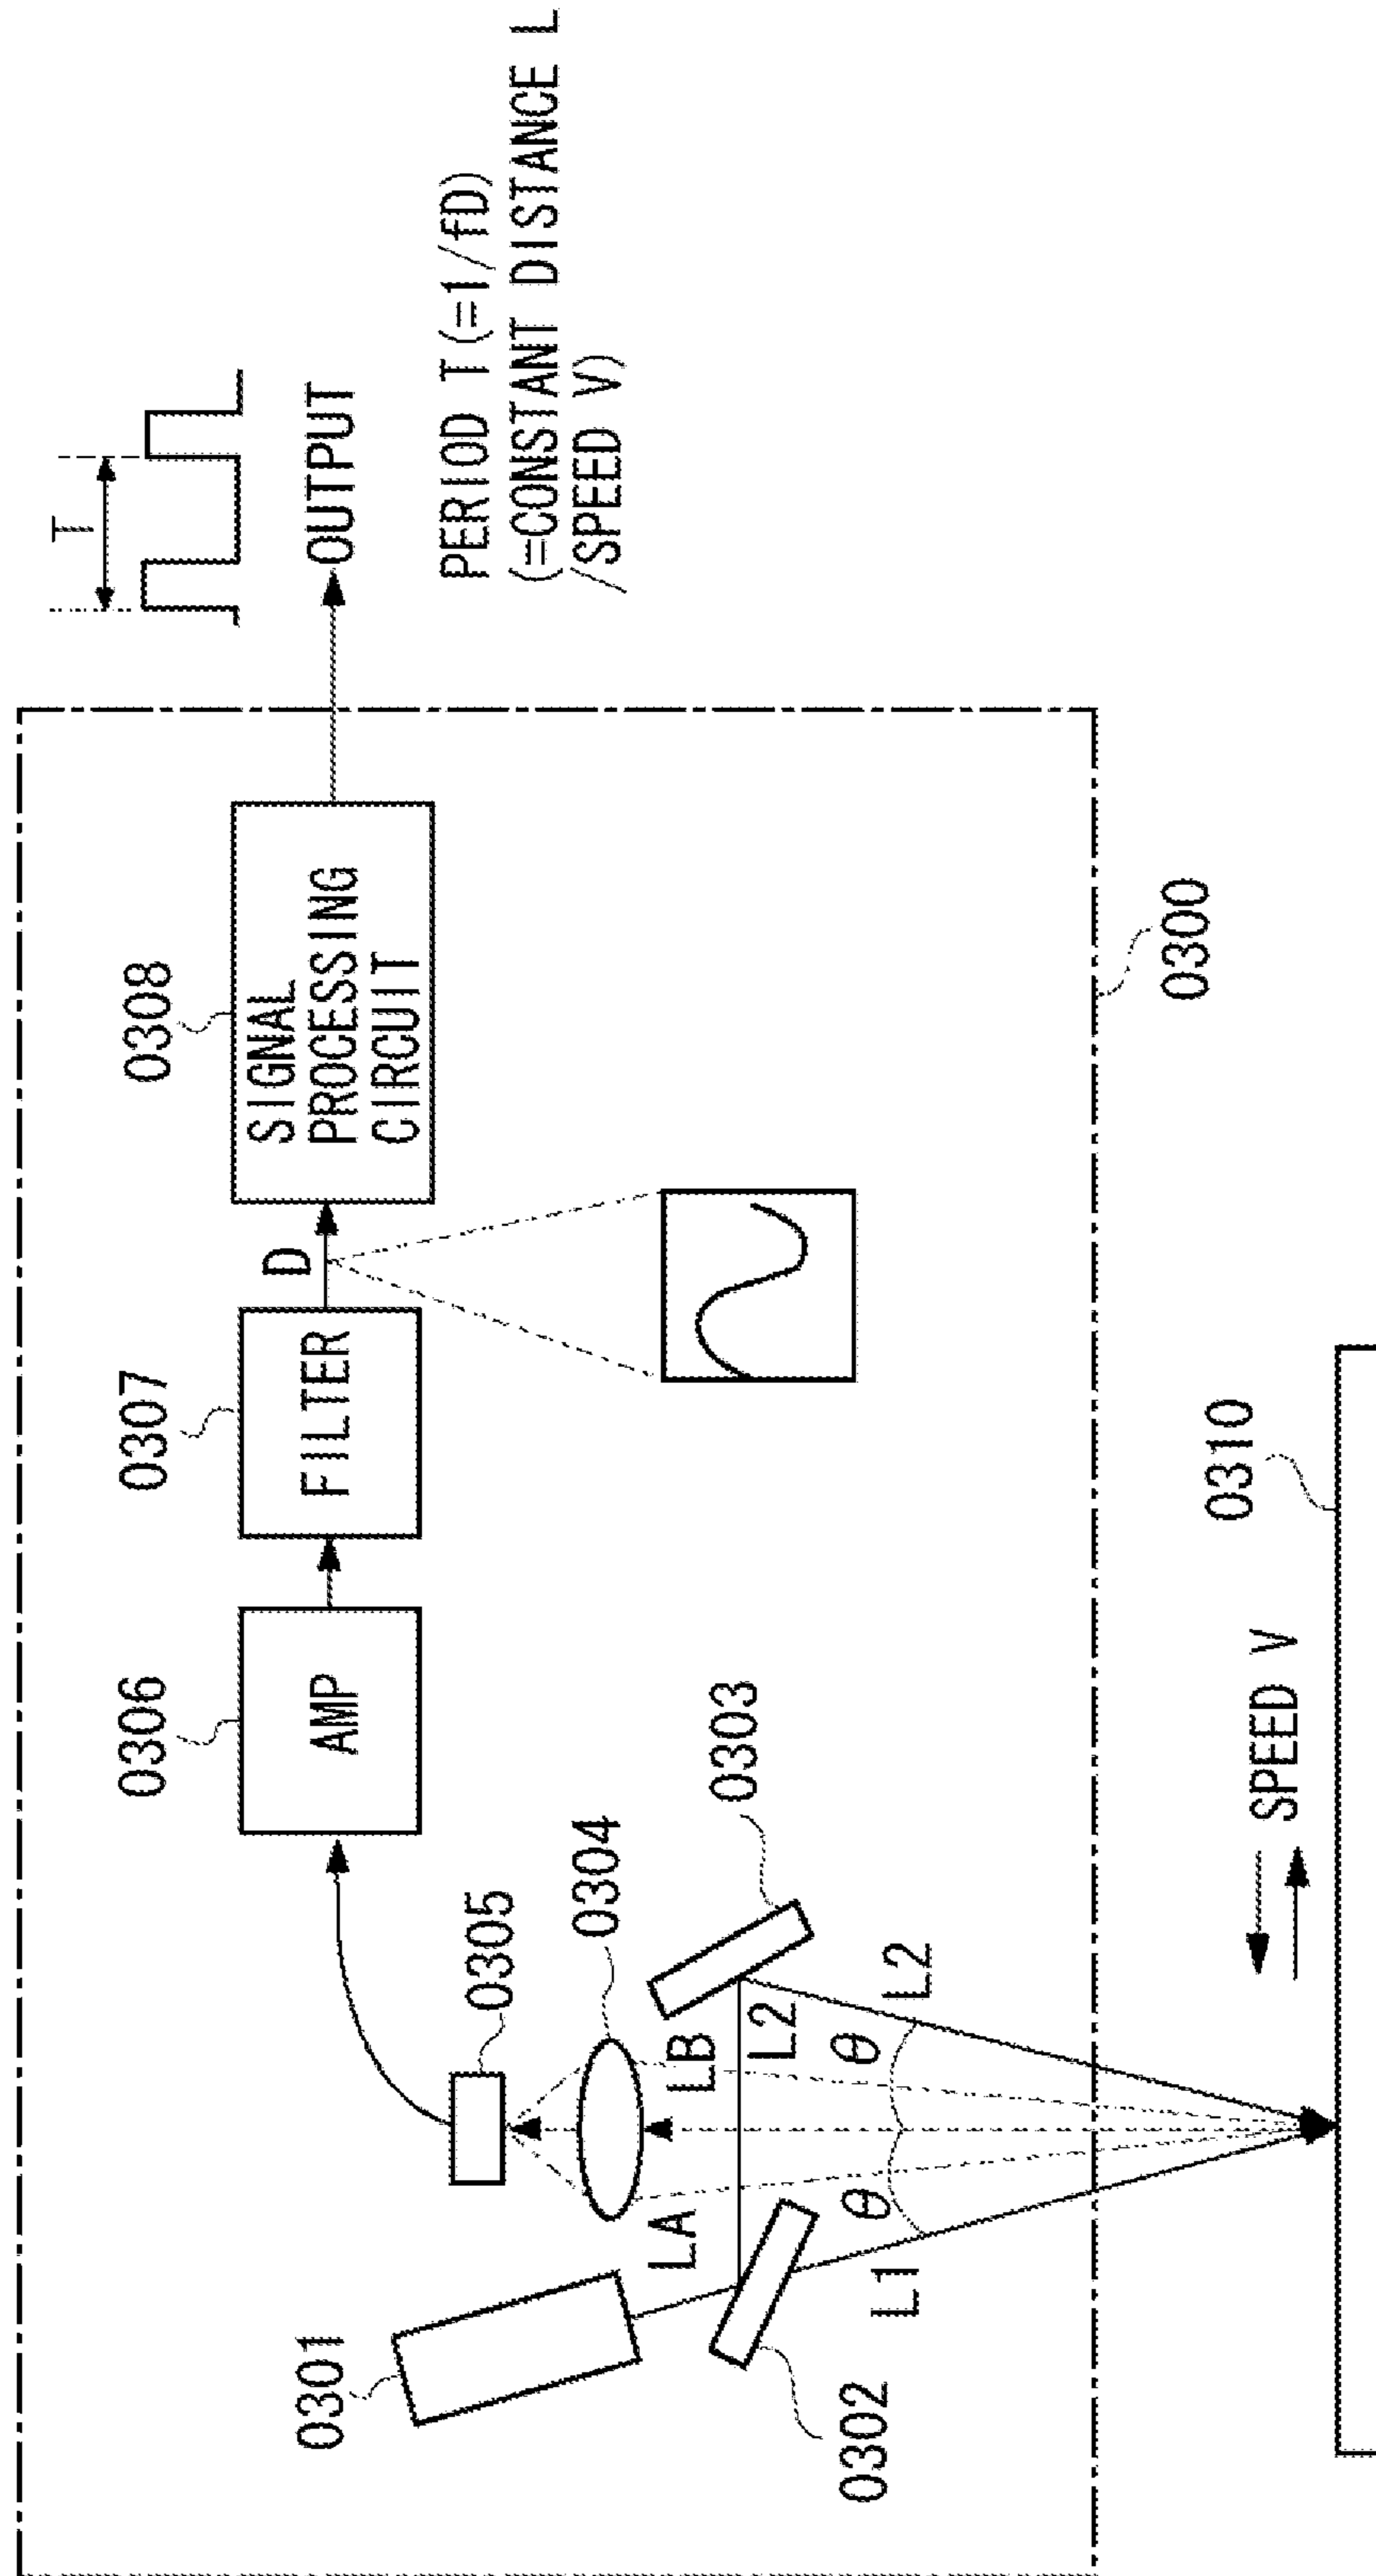 T
OUTPUT
PERIOD T(=1/fD)
(=CONSTANT DISTANCE L
/SPEED V)
0308
SIGNAL
PROCESSING
CIRCUIT
D
0307
FILTER
0306
AMP
0305
0304
0303
0301
0302
LA
LB
L2
θ
θ
L1
L2
0300
SPEED V
0310